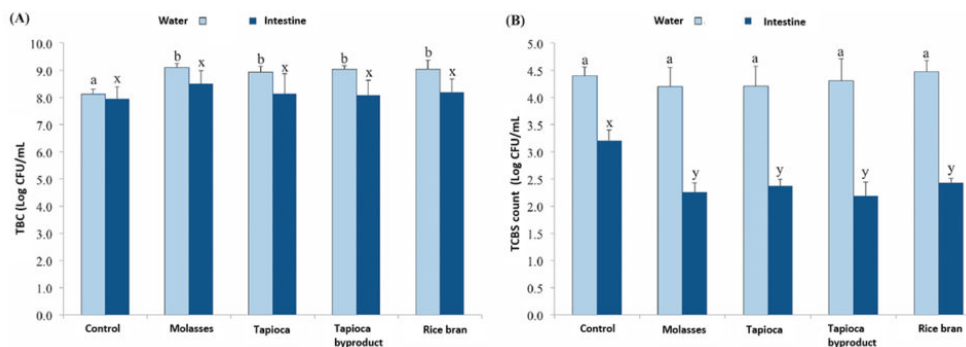 (A)
Water
Intestine
10.0
9.0
8.0
7.0
6.0
5.0
4.0
3.0
2.0
1.0
0.0
TBC (Log CFU/mL
a x b x b x b x b x
Control Molasses Tapioca Tapioca byproduct Rice bran
(B)
Water
Intestine
5.0
4.5
4.0
3.5
3.0
2.5
2.0
1.5
1.0
0.5
0.0
TCBS count (Log CFU/mL
a x a y a y a y a y
Control Molasses Tapioca Tapioca byproduct Rice bran